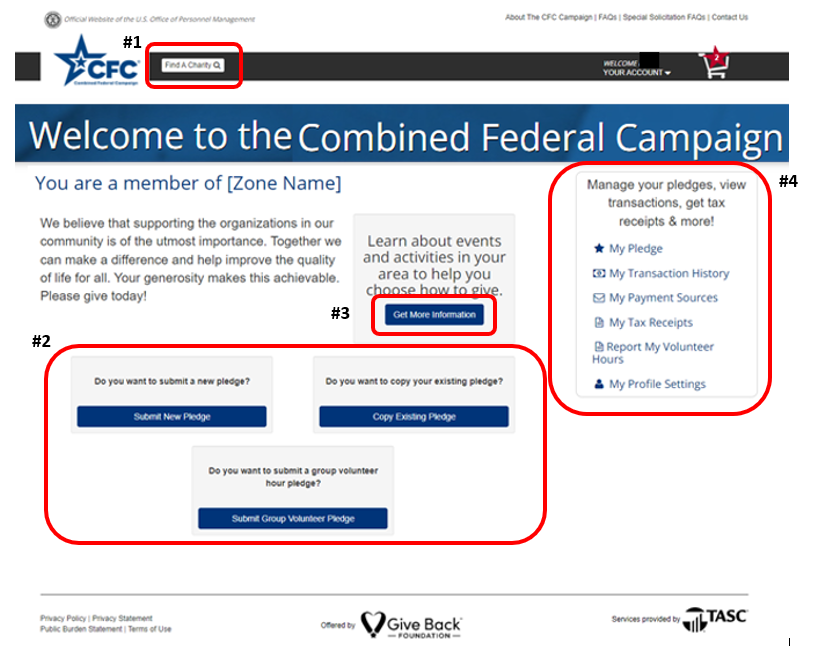 Official Website of the U.S. Office of Personnel Management
About The CFC Campaign | FAQs | Special Solicitation FAQs | Contact Us
#1
CFC
Combined Federal Campaign
Find A Charity
WELCOME
YOUR ACCOUNT
2
Welcome to the Combined Federal Campaign
You are a member of [Zone Name]
We believe that supporting the organizations in our
community is of the utmost importance. Together we
can make a difference and help improve the quality
of life for all. Your generosity makes this achievable.
Please give today!
Learn about events
and activities in your
area to help you
choose how to give.
#3
Get More Information
#4
Manage your pledges, view
transactions, get tax
receipts & more!
My Pledge
My Transaction History
My Payment Sources
My Tax Receipts
Report My Volunteer
Hours
My Profile Settings
#2
Do you want to submit a new pledge?
Submit New Pledge
Do you want to copy your existing pledge?
Copy Existing Pledge
Do you want to submit a group volunteer
hour pledge?
Submit Group Volunteer Pledge
Privacy Policy | Privacy Statement
Public Burden Statement | Terms of Use
Offered by
Give Back
FOUNDATION
Services provided by
TASC